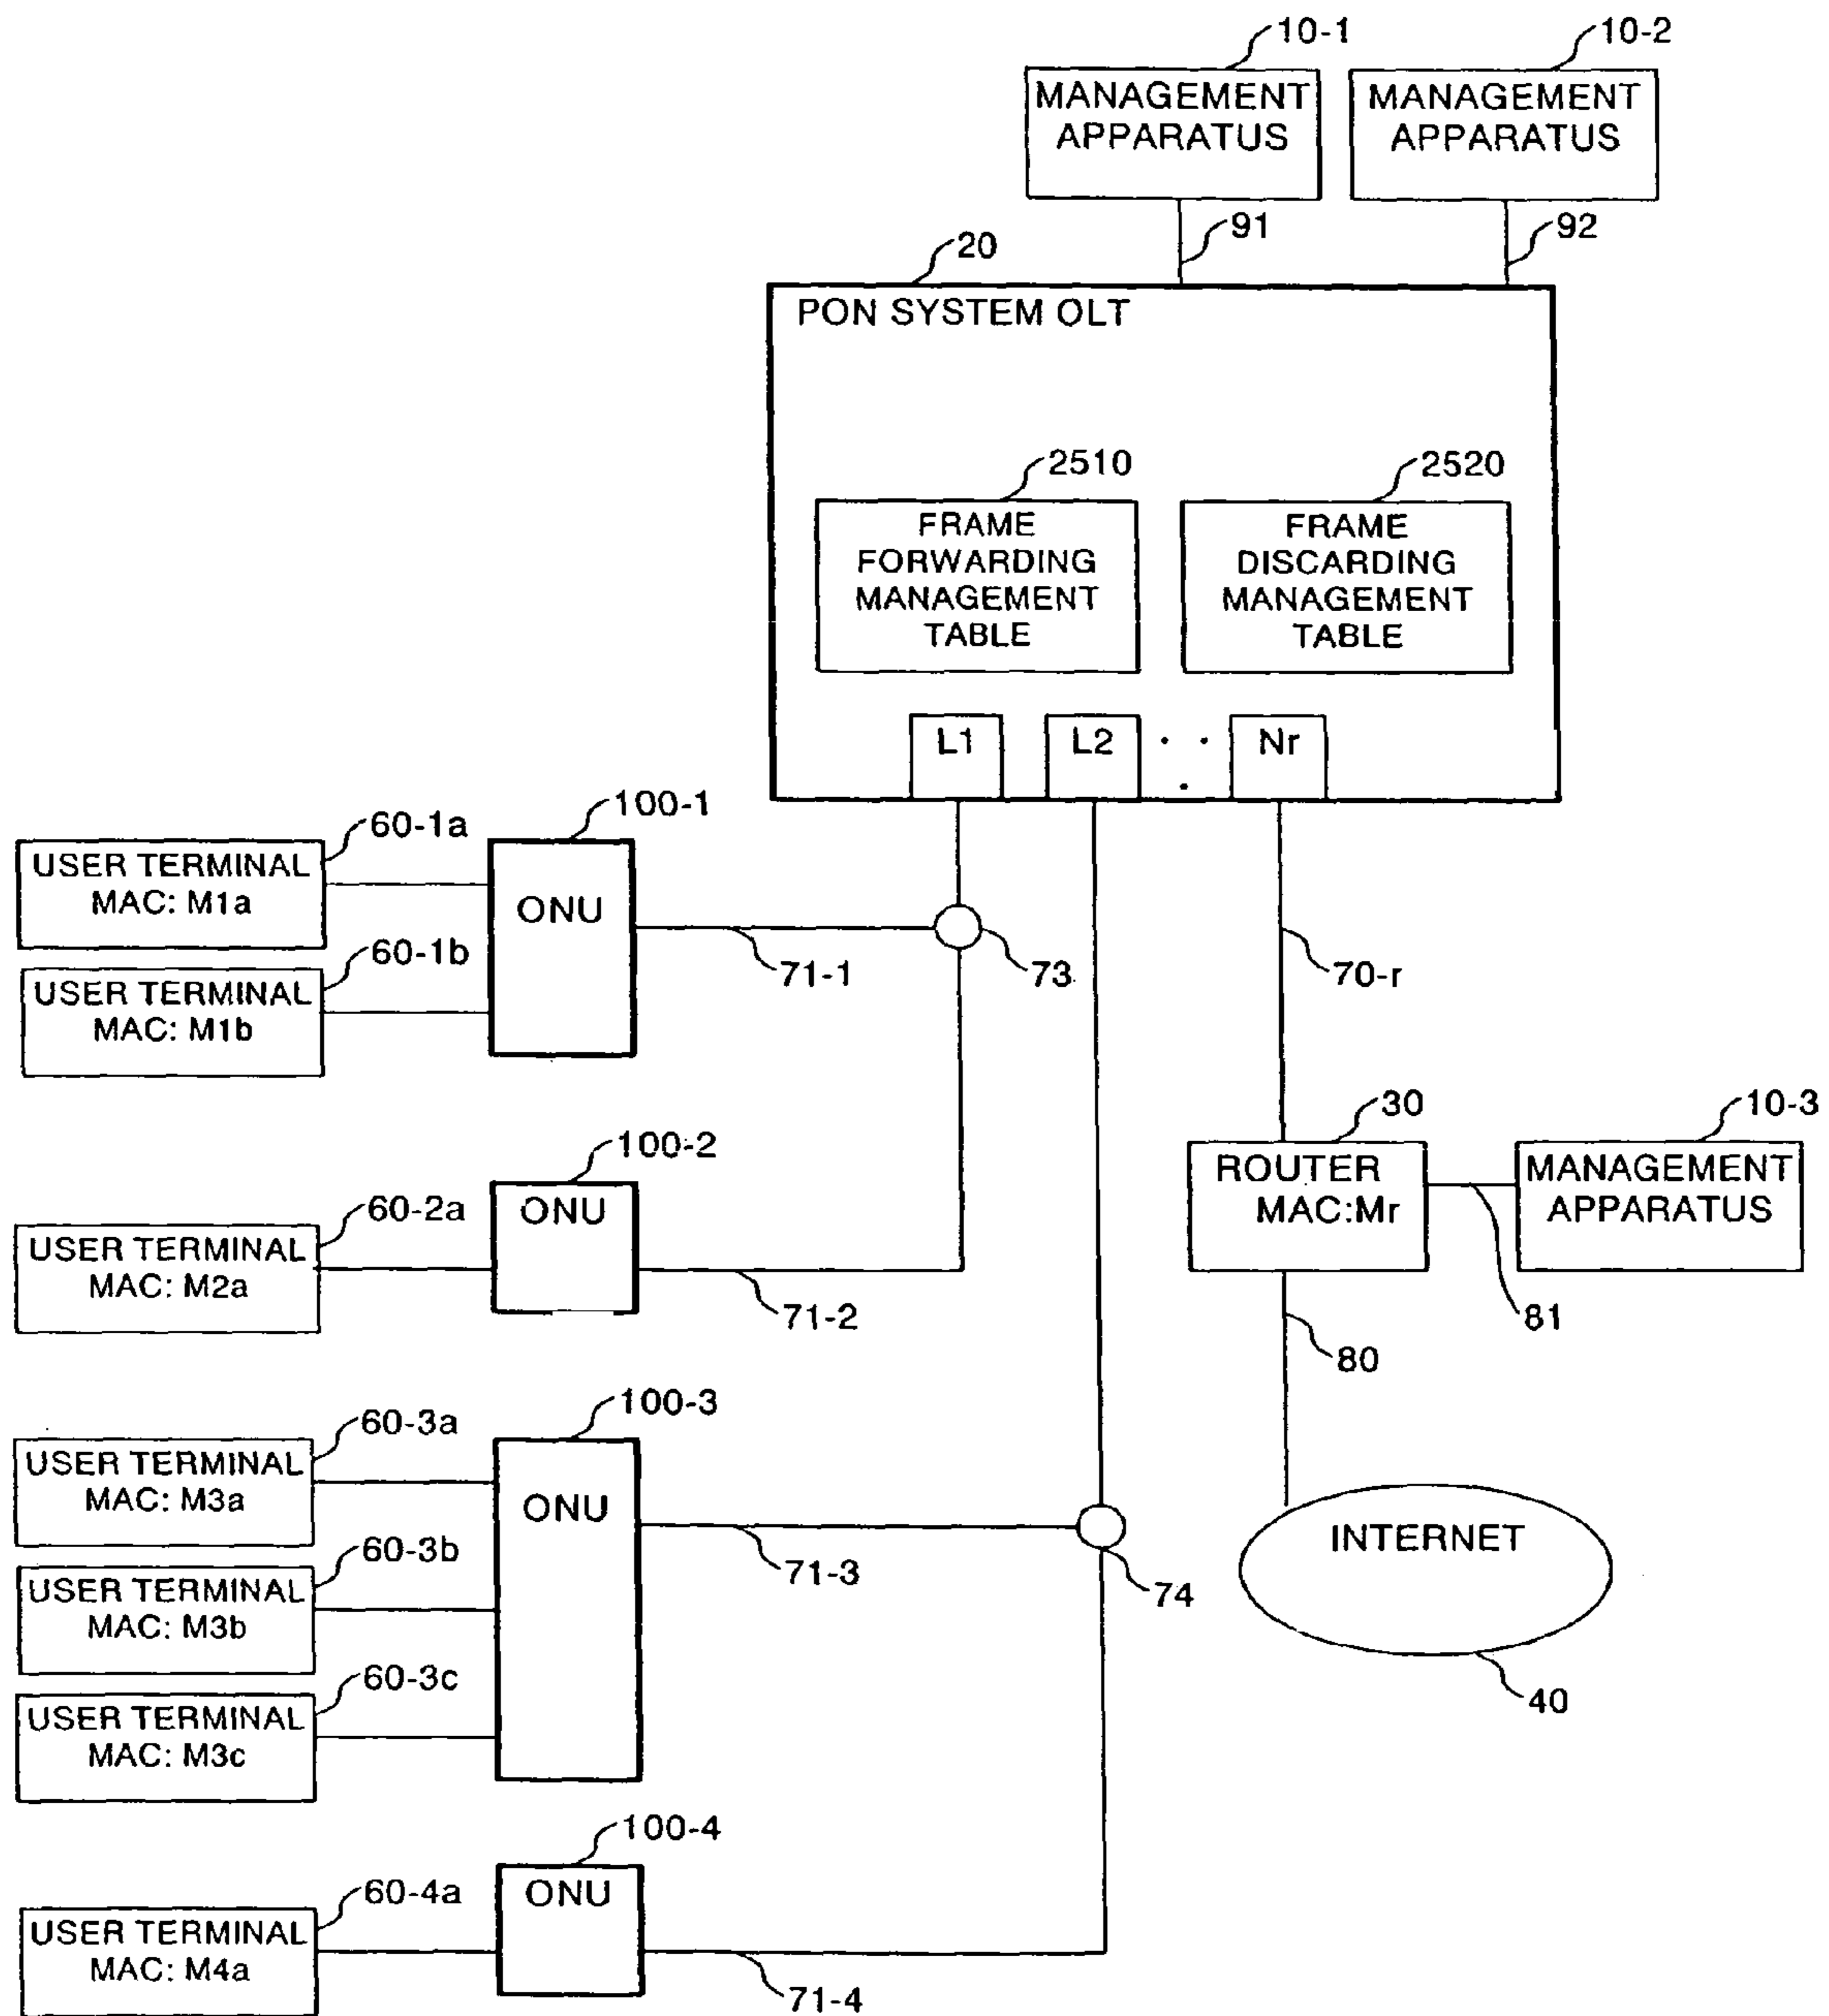 10-1
10-2
MANAGEMENT
APPARATUS
MANAGEMENT
APPARATUS
91
92
20
PON SYSTEM OLT
2510
2520
FRAME
FORWARDING
MANAGEMENT
TABLE
FRAME
DISCARDING
MANAGEMENT
TABLE
L1
L2
. . .
Nr
60-1a
100-1
USER TERMINAL
MAC: M1a
ONU
60-1b
USER TERMINAL
MAC: M1b
71-1
73
70-r
30
10-3
ROUTER
MAC:Mr
MANAGEMENT
APPARATUS
81
80
100-2
60-2a
ONU
USER TERMINAL
MAC: M2a
71-2
100-3
60-3a
USER TERMINAL
MAC: M3a
ONU
60-3b
USER TERMINAL
MAC: M3b
71-3
74
INTERNET
40
60-3c
USER TERMINAL
MAC: M3c
100-4
60-4a
ONU
USER TERMINAL
MAC: M4a
71-4